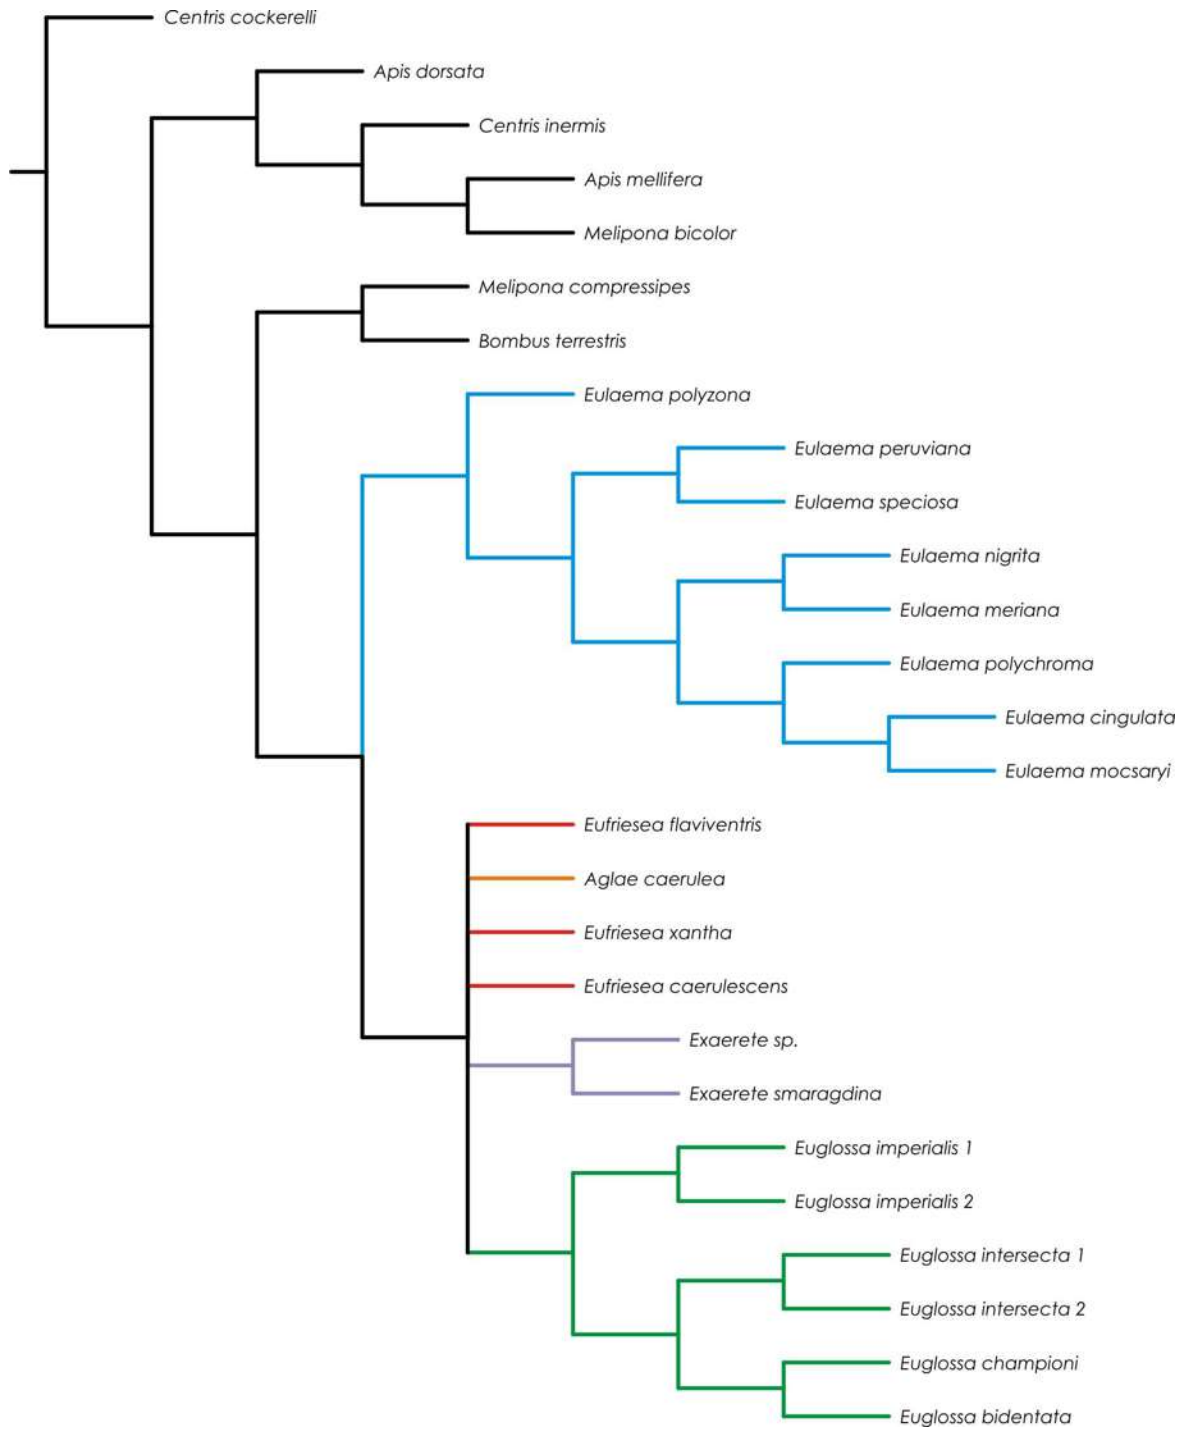 Centris cockerelli
Apis dorsata
Centris inermis
Apis mellifera
Melipona bicolor
Melipona compressipes
Bombus terrestris
Eulaema polyzona
Eulaema peruviana
Eulaema speciosa
Eulaema nigrita
Eulaema meriana
Eulaema polychroma
Eulaema cingulata
Eulaema mocsaryi
Eufriesea flaviventris
Aglae caerulea
Eufriesea xantha
Eufriesea caerulescens
Exaerete sp.
Exaerete smaragdina
Euglossa imperialis 1
Euglossa imperialis 2
Euglossa intersecta 1
Euglossa intersecta 2
Euglossa championi
Euglossa bidentata